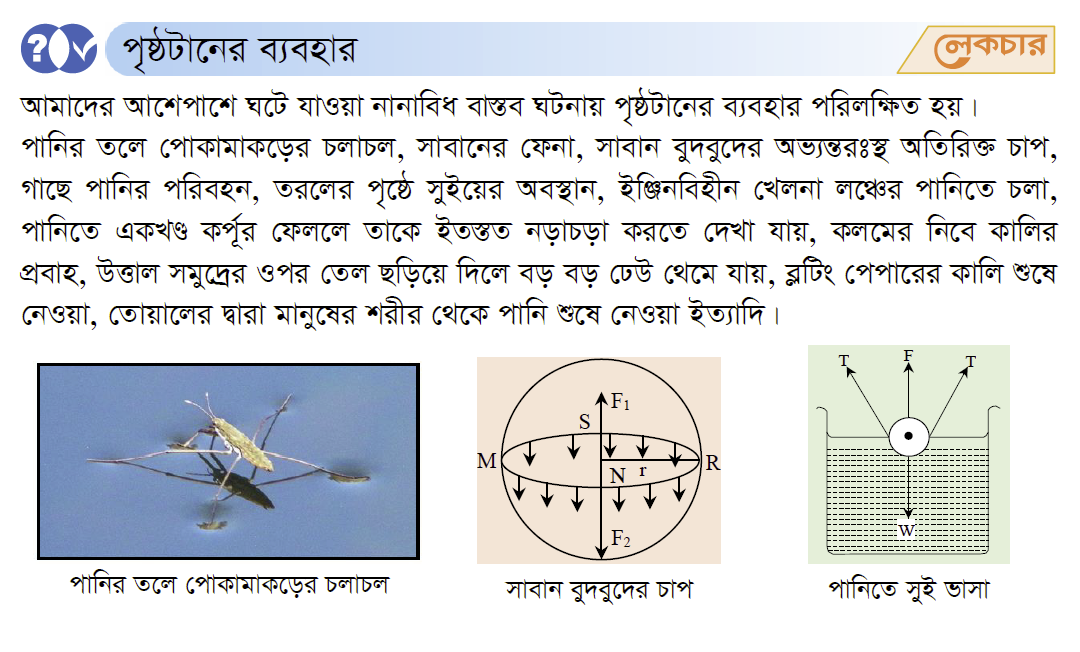 পৃষ্ঠটানের ব্যবহার
লেকচার
আমাদের আশেপাশে ঘটে যাওয়া নানাবিধ বাস্তব ঘটনায় পৃষ্ঠটানের ব্যবহার পরিলক্ষিত হয়।
পানির তলে পোকামাকড়ের চলাচল, সাবানের ফেনা, সাবান বুদবুদের অভ্যন্তরঃস্থ অতিরিক্ত চাপ,
গাছে পানির পরিবহন, তরলের পৃষ্ঠে সুইয়ের অবস্থান, ইঞ্জিনবিহীন খেলনা লঞ্চের পানিতে চলা,
পানিতে একখণ্ড কর্পূর ফেললে তাকে ইতস্তত নড়াচড়া করতে দেখা যায়, কলমের নিবে কালির
প্রবাহ, উত্তাল সমুদ্রের ওপর তেল ছড়িয়ে দিলে বড় বড় ঢেউ থেমে যায়, ব্লটিং পেপারের কালি শুষে
নেওয়া, তোয়ালের দ্বারা মানুষের শরীর থেকে পানি শুষে নেওয়া ইত্যাদি।
F₁
S
M
R
N
r
F₂
T
F
T
W
পানির তলে পোকামাকড়ের চলাচল
সাবান বুদবুদের চাপ
পানিতে সুই ভাসা